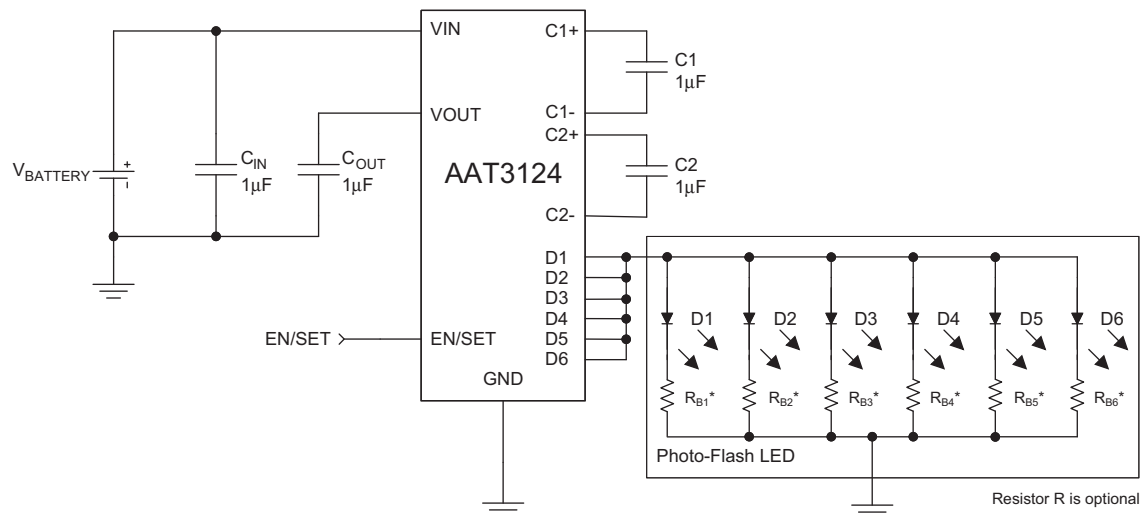 VIN
C1+
C1
1µF
VOUT
C1-
C2+
V_BATTERY
+
-
C_IN
1µF
C_OUT
1µF
AAT3124
C2
1µF
C2-
D1
D2
D3
D4
D5
D6
EN/SET
EN/SET
GND
D1
D2
D3
D4
D5
D6
R_B1*
R_B2*
R_B3*
R_B4*
R_B5*
R_B6*
Photo-Flash LED
Resistor R is optional